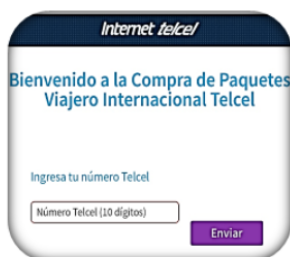 Internet telcel
Bienvenido a la Compra de Paquetes
Viajero Internacional Telcel
Ingresa tu número Telcel
Número Telcel (10 dígitos)
Enviar